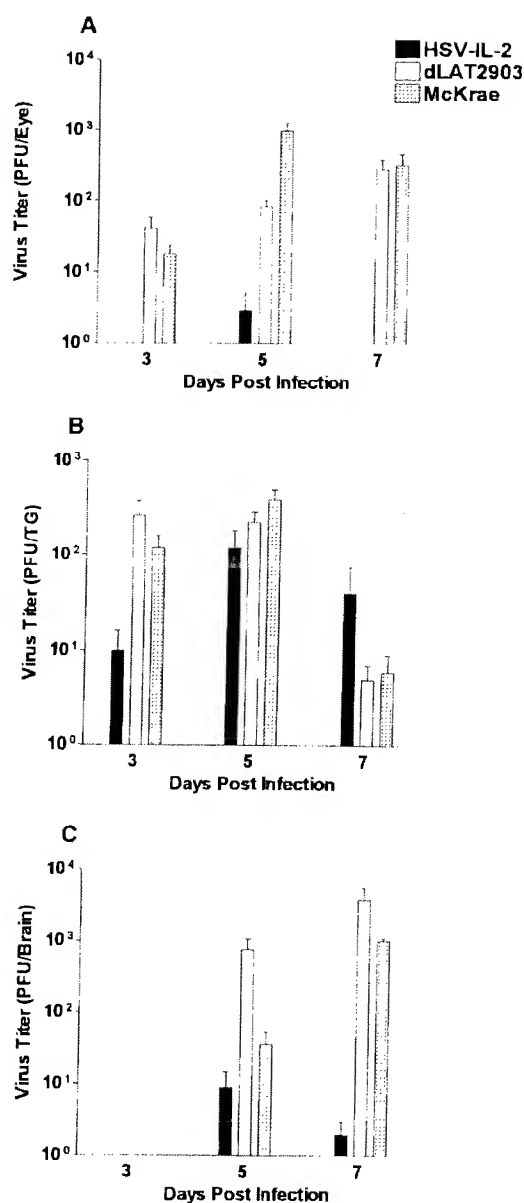 A
HSV-IL-2
dLAT2903
McKrae
Virus Titer (PFU/Eye)
10⁴
10³
10²
10¹
10⁰
3 5 7
Days Post Infection
B
Virus Titer (PFU/TG)
10³
10²
10¹
10⁰
3 5 7
Days Post Infection
C
Virus Titer (PFU/Brain)
10⁴
10³
10²
10¹
10⁰
3 5 7
Days Post Infection